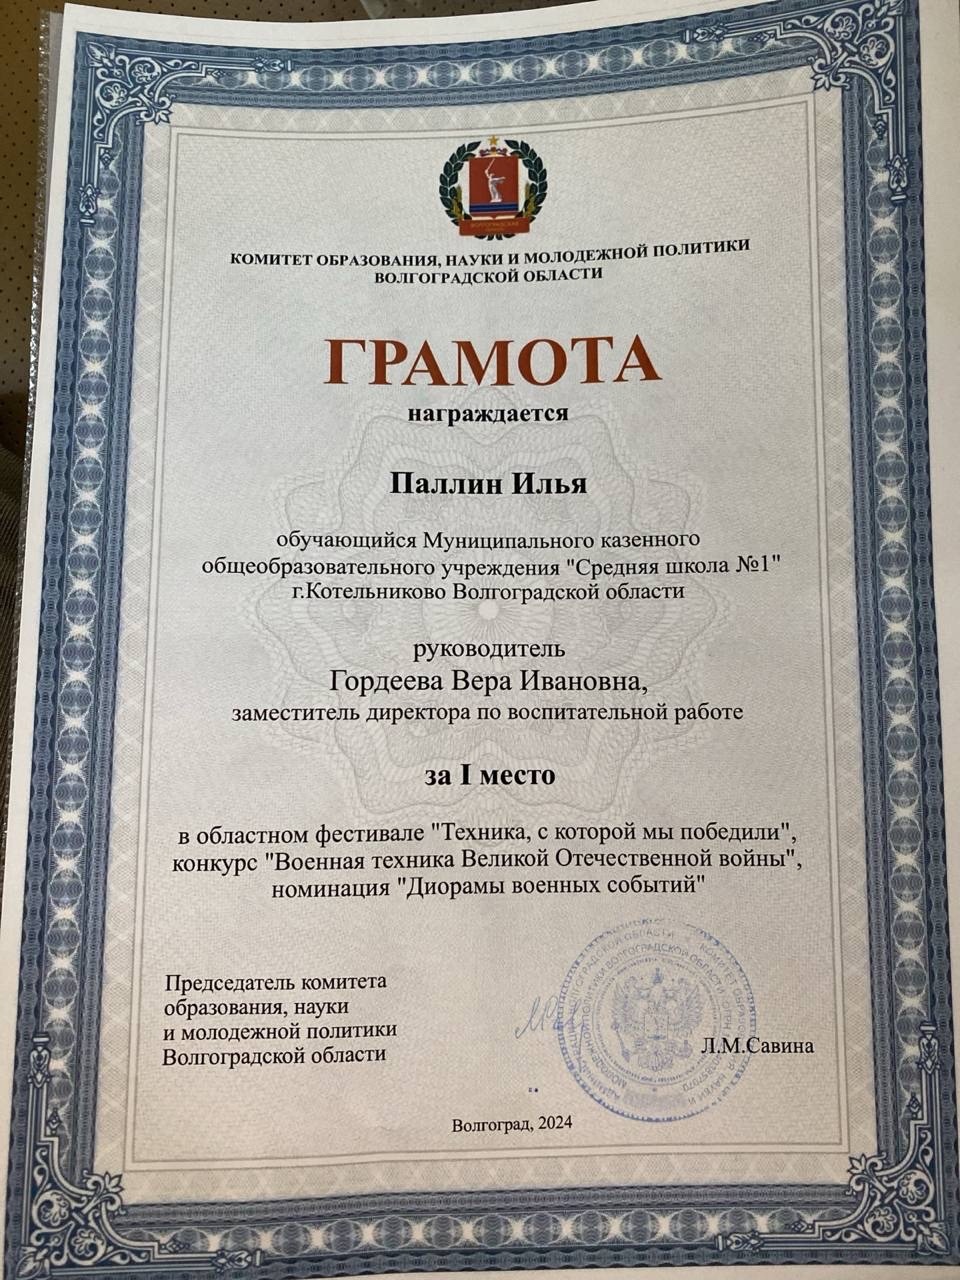 ВОЛГОГРАДСКАЯ
КОМИТЕТ ОБРАЗОВАНИЯ, НАУКИ И МОЛОДЕЖНОЙ ПОЛИТИКИ
ВОЛГОГРАДСКОЙ ОБЛАСТИ
ГРАМОТА
награждается
Паллин Илья
обучающийся Муниципального казенного
общеобразовательного учреждения "Средняя школа №1"
г.Котельниково Волгоградской области
руководитель
Гордеева Вера Ивановна,
заместитель директора по воспитательной работе
за I место
в областном фестивале "Техника, с которой мы победили",
конкурс "Военная техника Великой Отечественной войны",
номинация "Диорамы военных событий"
Председатель комитета
образования, науки
и молодежной политики
Волгоградской области
Л.М.Савина
Волгоград, 2024